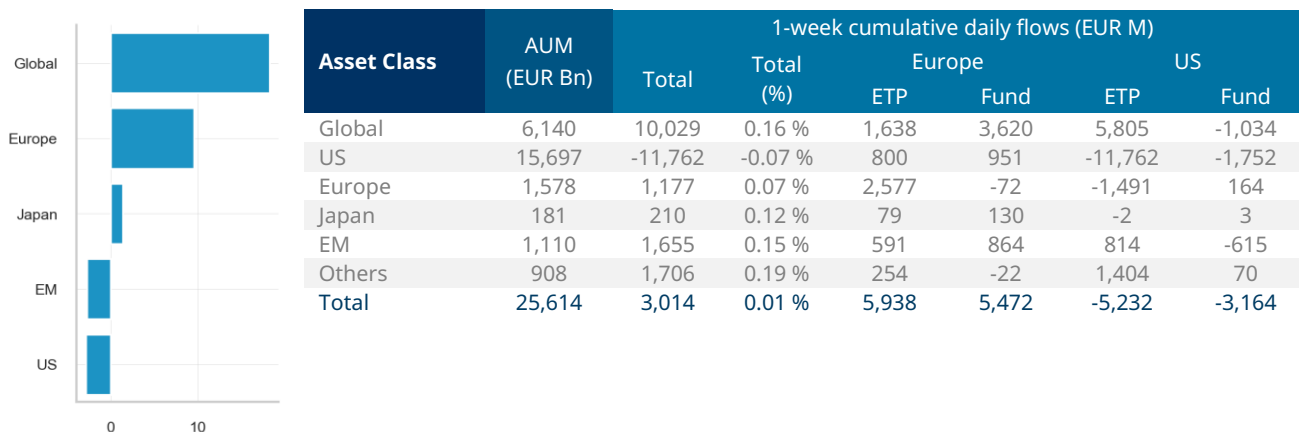 Global
Europe
Japan
EM
US
0 10
Asset Class AUM (EUR Bn) 1-week cumulative daily flows (EUR M)
Total Total (%) Europe US
ETP Fund ETP Fund
Global 6,140 10,029 0.16 % 1,638 3,620 5,805 -1,034
US 15,697 -11,762 -0.07 % 800 951 -11,762 -1,752
Europe 1,578 1,177 0.07 % 2,577 -72 -1,491 164
Japan 181 210 0.12 % 79 130 -2 3
EM 1,110 1,655 0.15 % 591 864 814 -615
Others 908 1,706 0.19 % 254 -22 1,404 70
Total 25,614 3,014 0.01 % 5,938 5,472 -5,232 -3,164